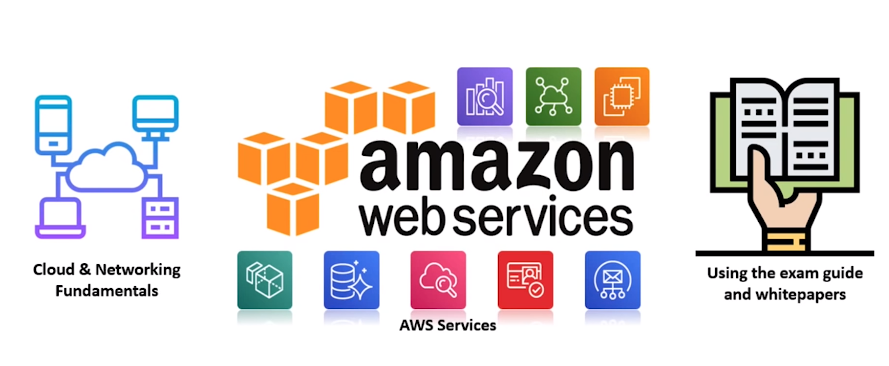 amazon
web services
Cloud & Networking
Fundamentals
AWS Services
Using the exam guide
and whitepapers